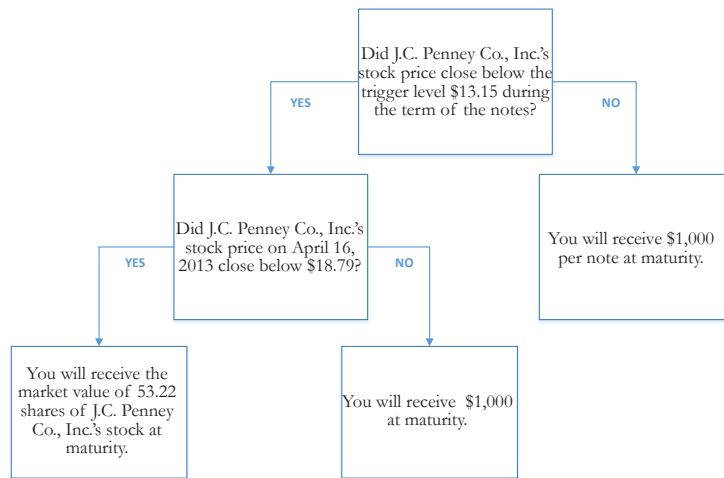 Did J.C. Penney Co., Inc.'s
stock price close below the
trigger level $13.15 during
the term of the notes?
YES
NO
Did J.C. Penney Co., Inc.'s
stock price on April 16,
2013 close below $18.79?
You will receive $1,000
per note at maturity.
YES
NO
You will receive the
market value of 53.22
shares of J.C. Penney
Co., Inc.'s stock at
maturity.
You will receive $1,000
at maturity.